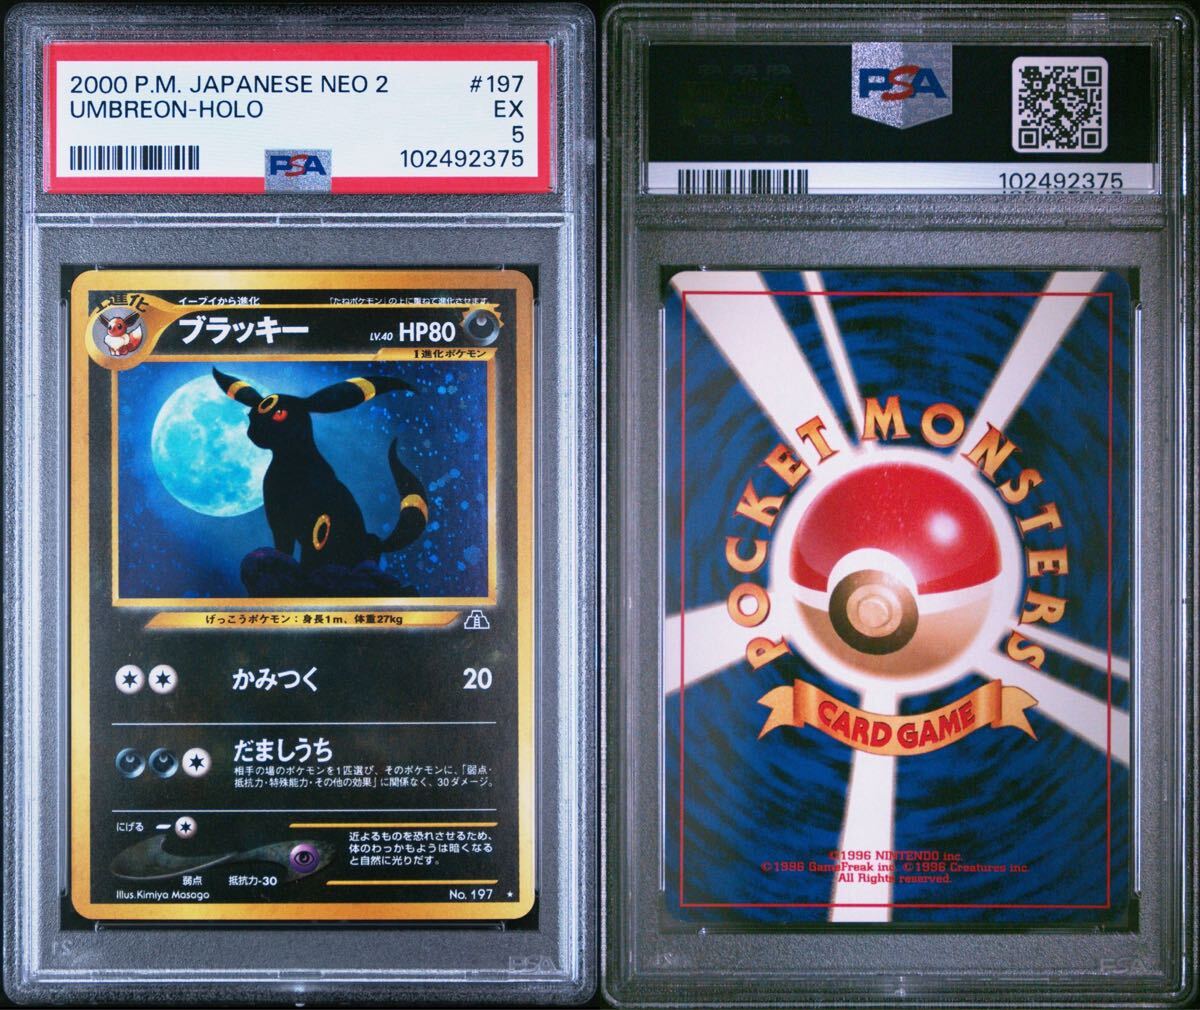 2000 P.M. JAPANESE NEO 2 #197
UMBREON-HOLO EX
5
PSA 102492375
進化
イーブイから進化 「たねポケモン」の上に重ねて進化させます。
ブラッキー LV.40 HP80
1進化ポケモン
げっこうポケモン：身長1m、体重27kg
かみつく 20
だましうち
相手の場のポケモンを1匹選び、そのポケモンに、「弱点・
抵抗力・特殊能力・その他の効果」に関係なく、30ダメージ。
にげる
近よるものを恐れさせるため、
体のわっかもようは暗くなる
と自然に光りだす。
弱点 抵抗力-30
Illus.Kimiya Masago No. 197 ★
PSA
PSA
102492375
POCKET MONSTERS
CARD GAME
©1996 NINTENDO inc.
©1996 GameFreak inc. ©1996 Creatures inc.
All Rights reserved.
PSA